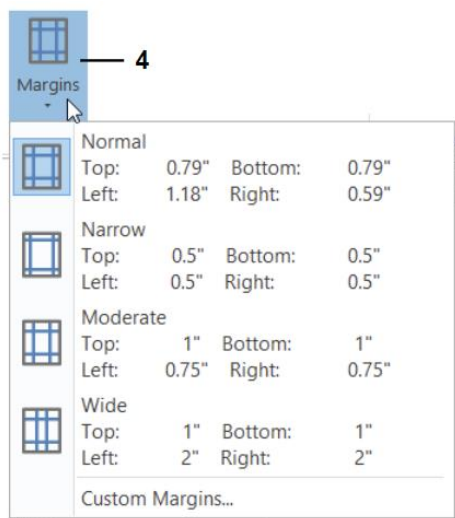 4
Margins
Normal
Top: 0.79" Bottom: 0.79"
Left: 1.18" Right: 0.59"
Narrow
Top: 0.5" Bottom: 0.5"
Left: 0.5" Right: 0.5"
Moderate
Top: 1" Bottom: 1"
Left: 0.75" Right: 0.75"
Wide
Top: 1" Bottom: 1"
Left: 2" Right: 2"
Custom Margins...